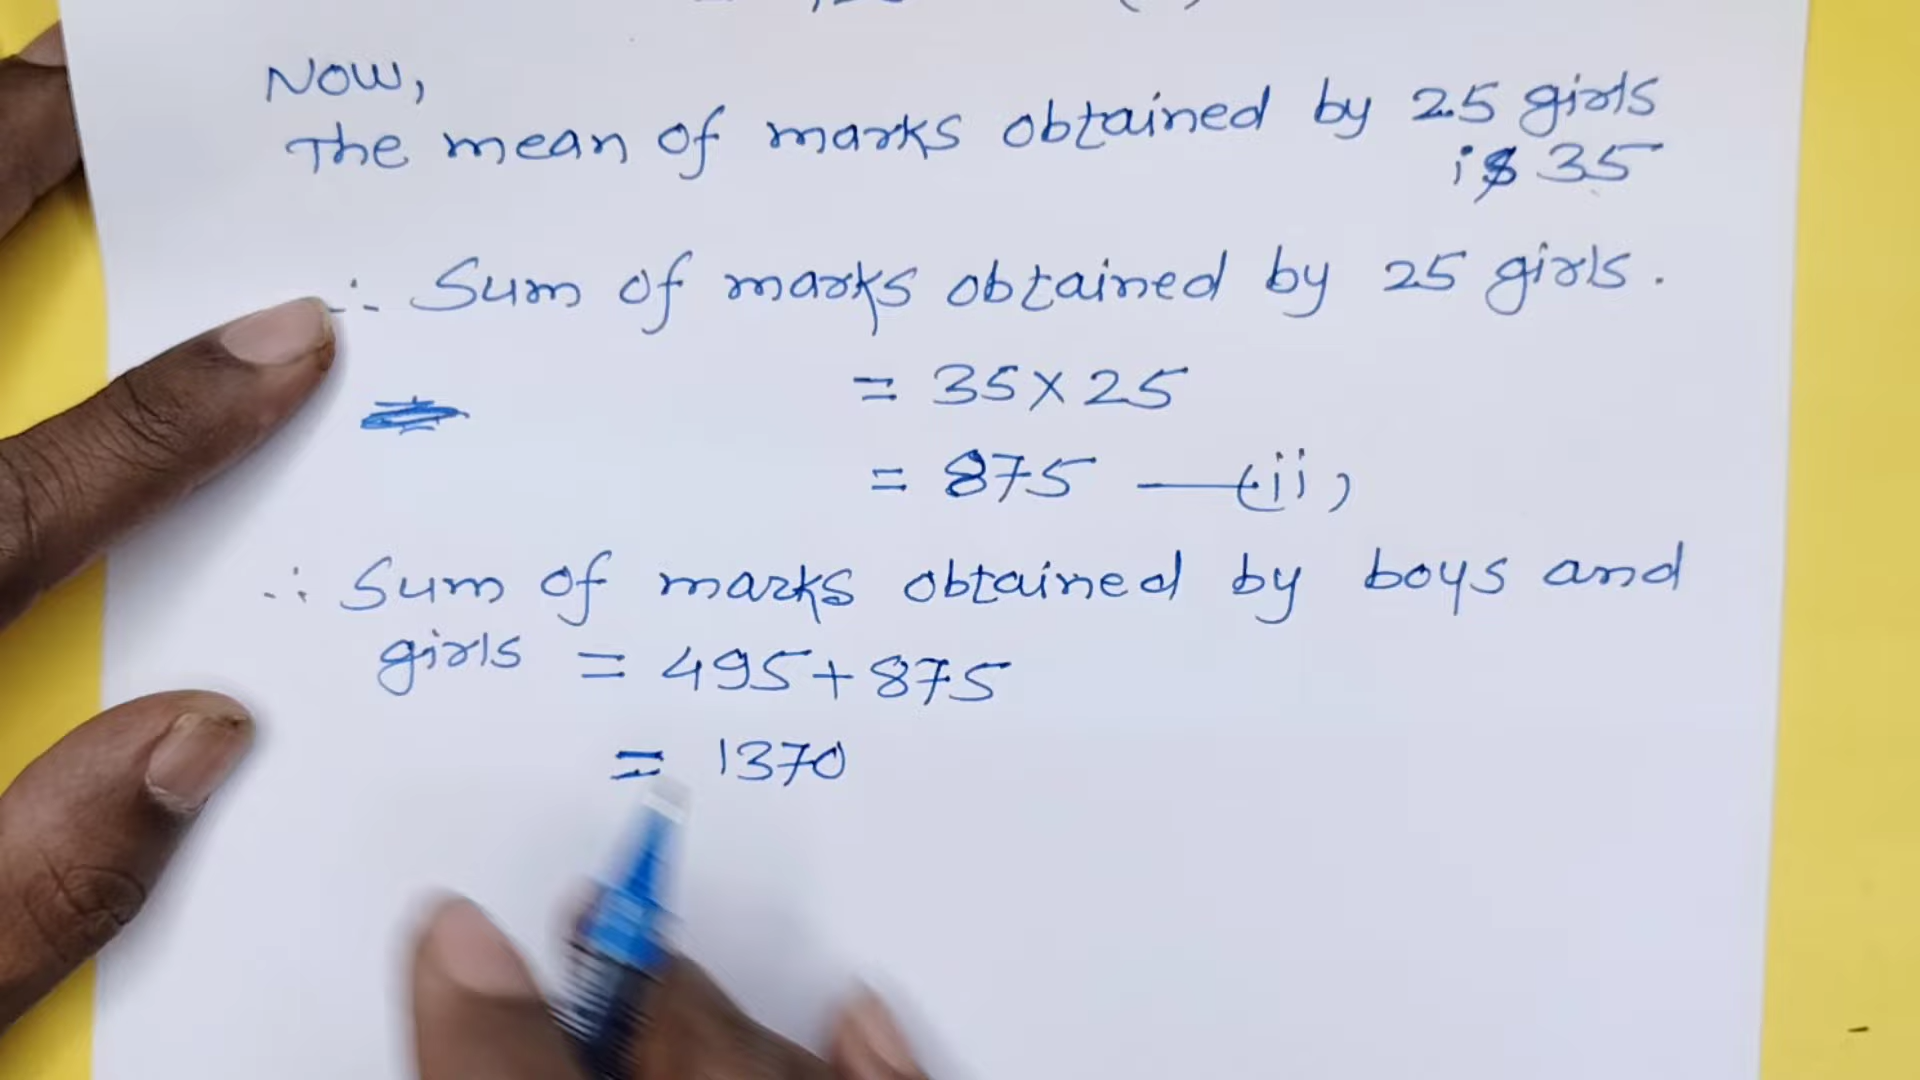 Now,
The mean of marks obtained by 25 girls
is 35
∴ Sum of marks obtained by 25 girls.
= 35×25
= 875 —(ii)
∴ Sum of marks obtained by boys and
girls = 495+875
= 1370